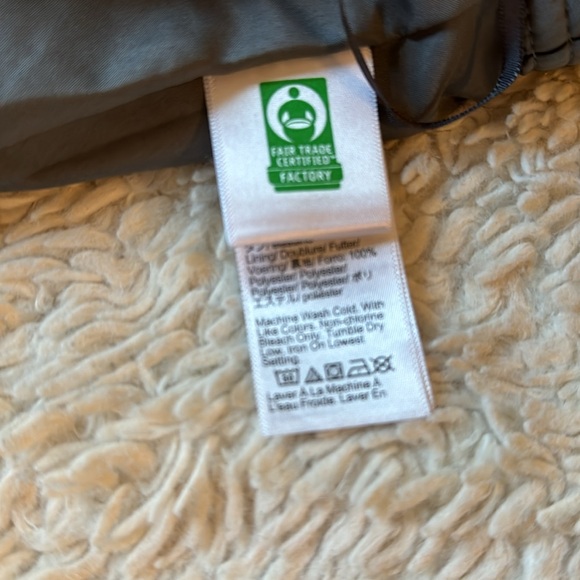 FAIR TRADE
CERTIFIED™
FACTORY
Lining/ Doublure/ Futter/
Voering/ 裏地/ Forro: 100%
Polyester/ Polyester/
Polyester/ Polyester/ ポリ
エステル/ poliéster
Machine Wash Cold. With
Like Colors. Non-chlorine
Bleach Only. Tumble Dry
Low. Iron On Lowest
Setting.
Laver À La Machine À
L'eau Froide. Laver En